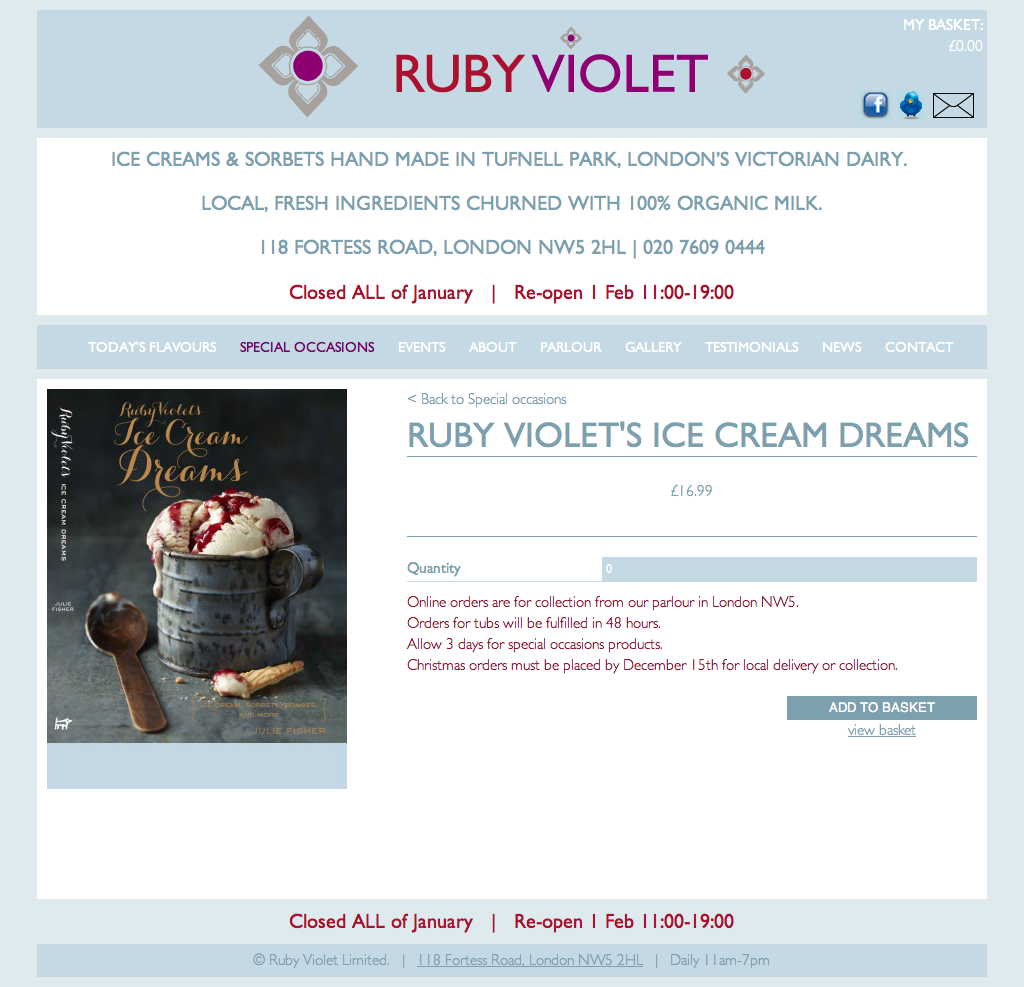 MY BASKET:
£0.00
RUBY VIOLET
ICE CREAMS & SORBETS HAND MADE IN TUFNELL PARK, LONDON'S VICTORIAN DAIRY.
LOCAL, FRESH INGREDIENTS CHURNED WITH 100% ORGANIC MILK.
118 FORTESS ROAD, LONDON NW5 2HL | 020 7609 0444
Closed ALL of January | Re-open 1 Feb 11:00-19:00
TODAY'S FLAVOURS SPECIAL OCCASIONS EVENTS ABOUT PARLOUR GALLERY TESTIMONIALS NEWS CONTACT
Ruby Violet's ICE CREAM DREAMS
JULIE FISHER
Ruby Violet's
Ice Cream
Dreams
ICE CREAM, SORBETS, BOMBES,
AND MORE
JULIE FISHER
< Back to Special occasions
RUBY VIOLET'S ICE CREAM DREAMS
£16.99
Quantity 0
Online orders are for collection from our parlour in London NW5.
Orders for tubs will be fulfilled in 48 hours.
Allow 3 days for special occasions products.
Christmas orders must be placed by December 15th for local delivery or collection.
ADD TO BASKET
view basket
Closed ALL of January | Re-open 1 Feb 11:00-19:00
© Ruby Violet Limited. | 118 Fortess Road, London NW5 2HL | Daily 11am-7pm